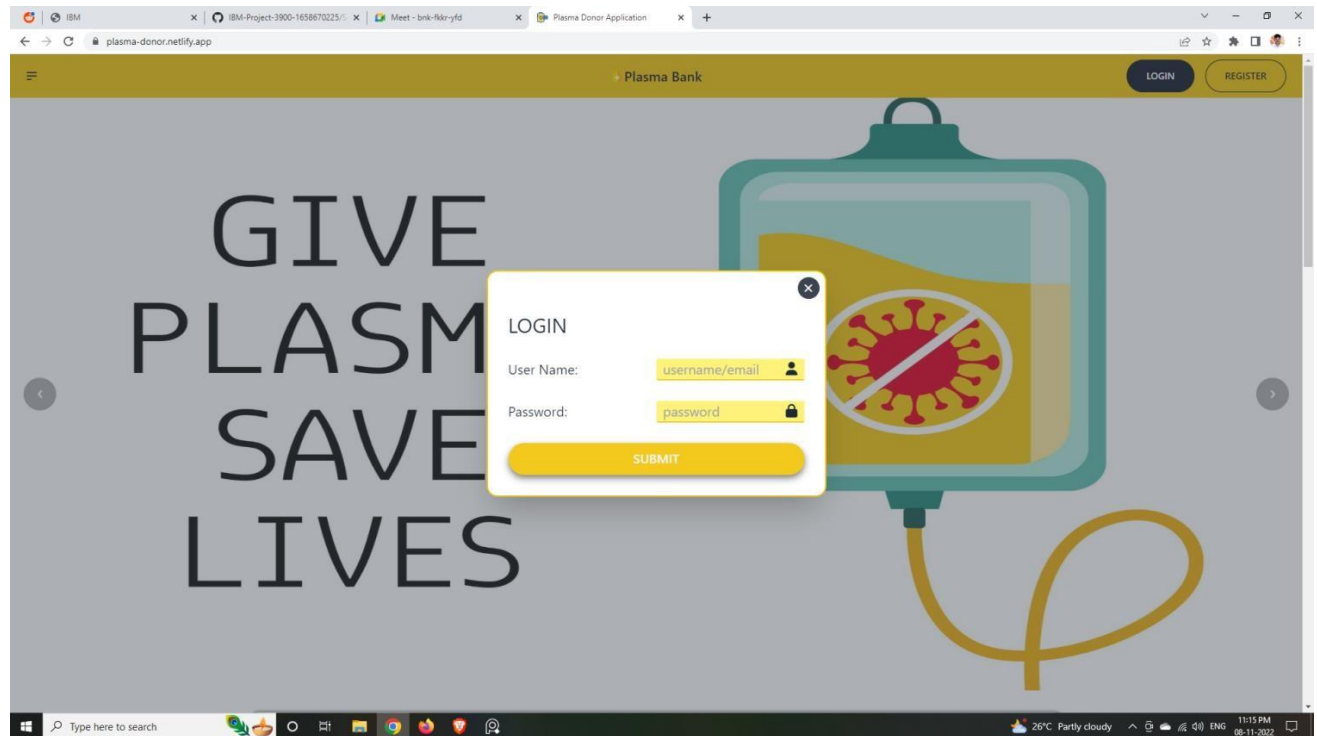 IBM
IBM-Project-3900-1658670225/
Meet - bnk-fkkr-yfd
Plasma Donor Application
plasma-donor.netlify.app
Plasma Bank
LOGIN
REGISTER
GIVE
PLASM
SAVE
LIVES
LOGIN
User Name:
username/email
Password:
password
SUBMIT
Type here to search
26°C Partly cloudy
ENG
11:15 PM
08-11-2022